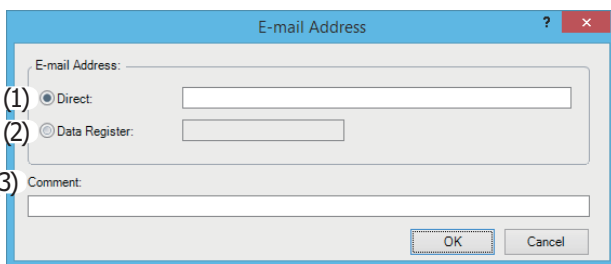 E-mail Address ? ×
E-mail Address:
(1) Direct:
(2) Data Register:
3) Comment:
OK Cancel